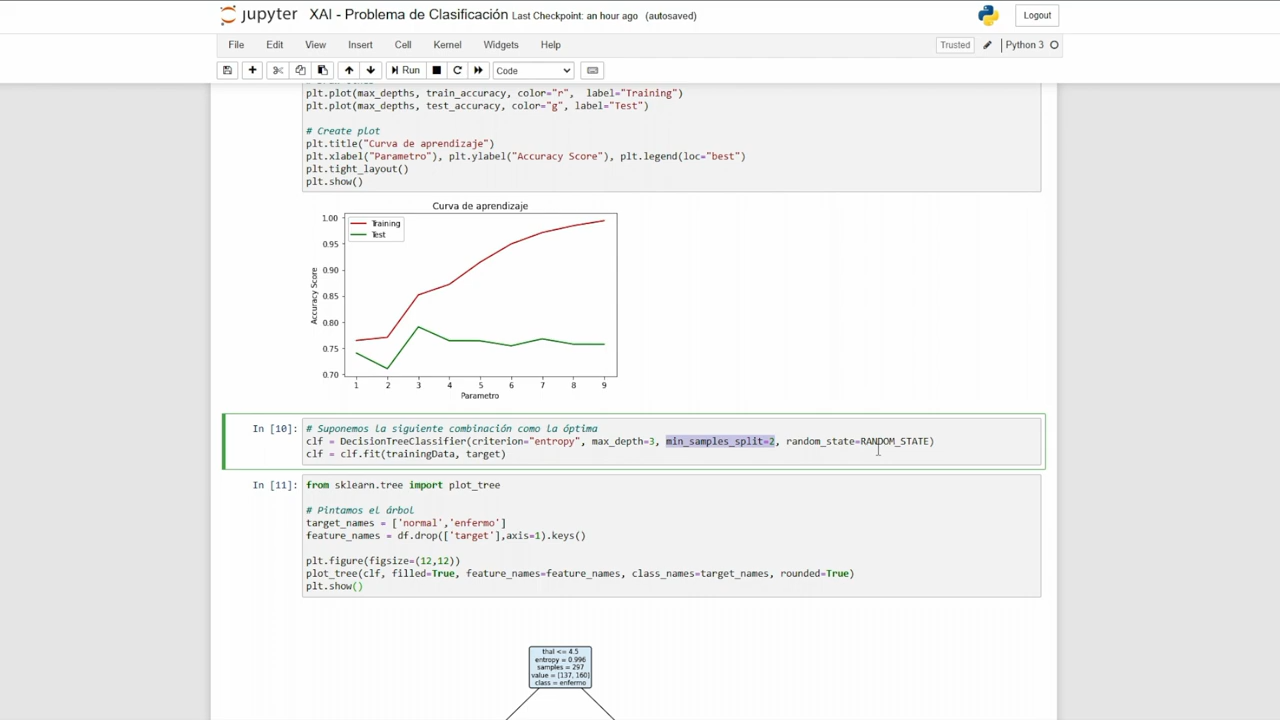 jupyter XAI - Problema de Clasificación Last Checkpoint: an hour ago (autosaved) Logout
File Edit View Insert Cell Kernel Widgets Help Trusted Python 3
Run Code
plt.plot(max_depths, train_accuracy, color="r", label="Training")
plt.plot(max_depths, test_accuracy, color="g", label="Test")
# Create plot
plt.title("Curva de aprendizaje")
plt.xlabel("Parametro"), plt.ylabel("Accuracy Score"), plt.legend(loc="best")
plt.tight_layout()
plt.show()
Curva de aprendizaje
Training
Test
1.00
0.95
0.90
0.85
0.80
0.75
0.70
Accuracy Score
1 2 3 4 5 6 7 8 9
Parametro
In [10]: # Suponemos la siguiente combinación como la óptima
clf = DecisionTreeClassifier(criterion="entropy", max_depth=3, min_samples_split=2, random_state=RANDOM_STATE)
clf = clf.fit(trainingData, target)
In [11]: from sklearn.tree import plot_tree
# Pintamos el árbol
target_names = ['normal','enfermo']
feature_names = df.drop(['target'],axis=1).keys()
plt.figure(figsize=(12,12))
plot_tree(clf, filled=True, feature_names=feature_names, class_names=target_names, rounded=True)
plt.show()
thal <= 4.5
entropy = 0.996
samples = 297
value = [137, 160]
class = enfermo